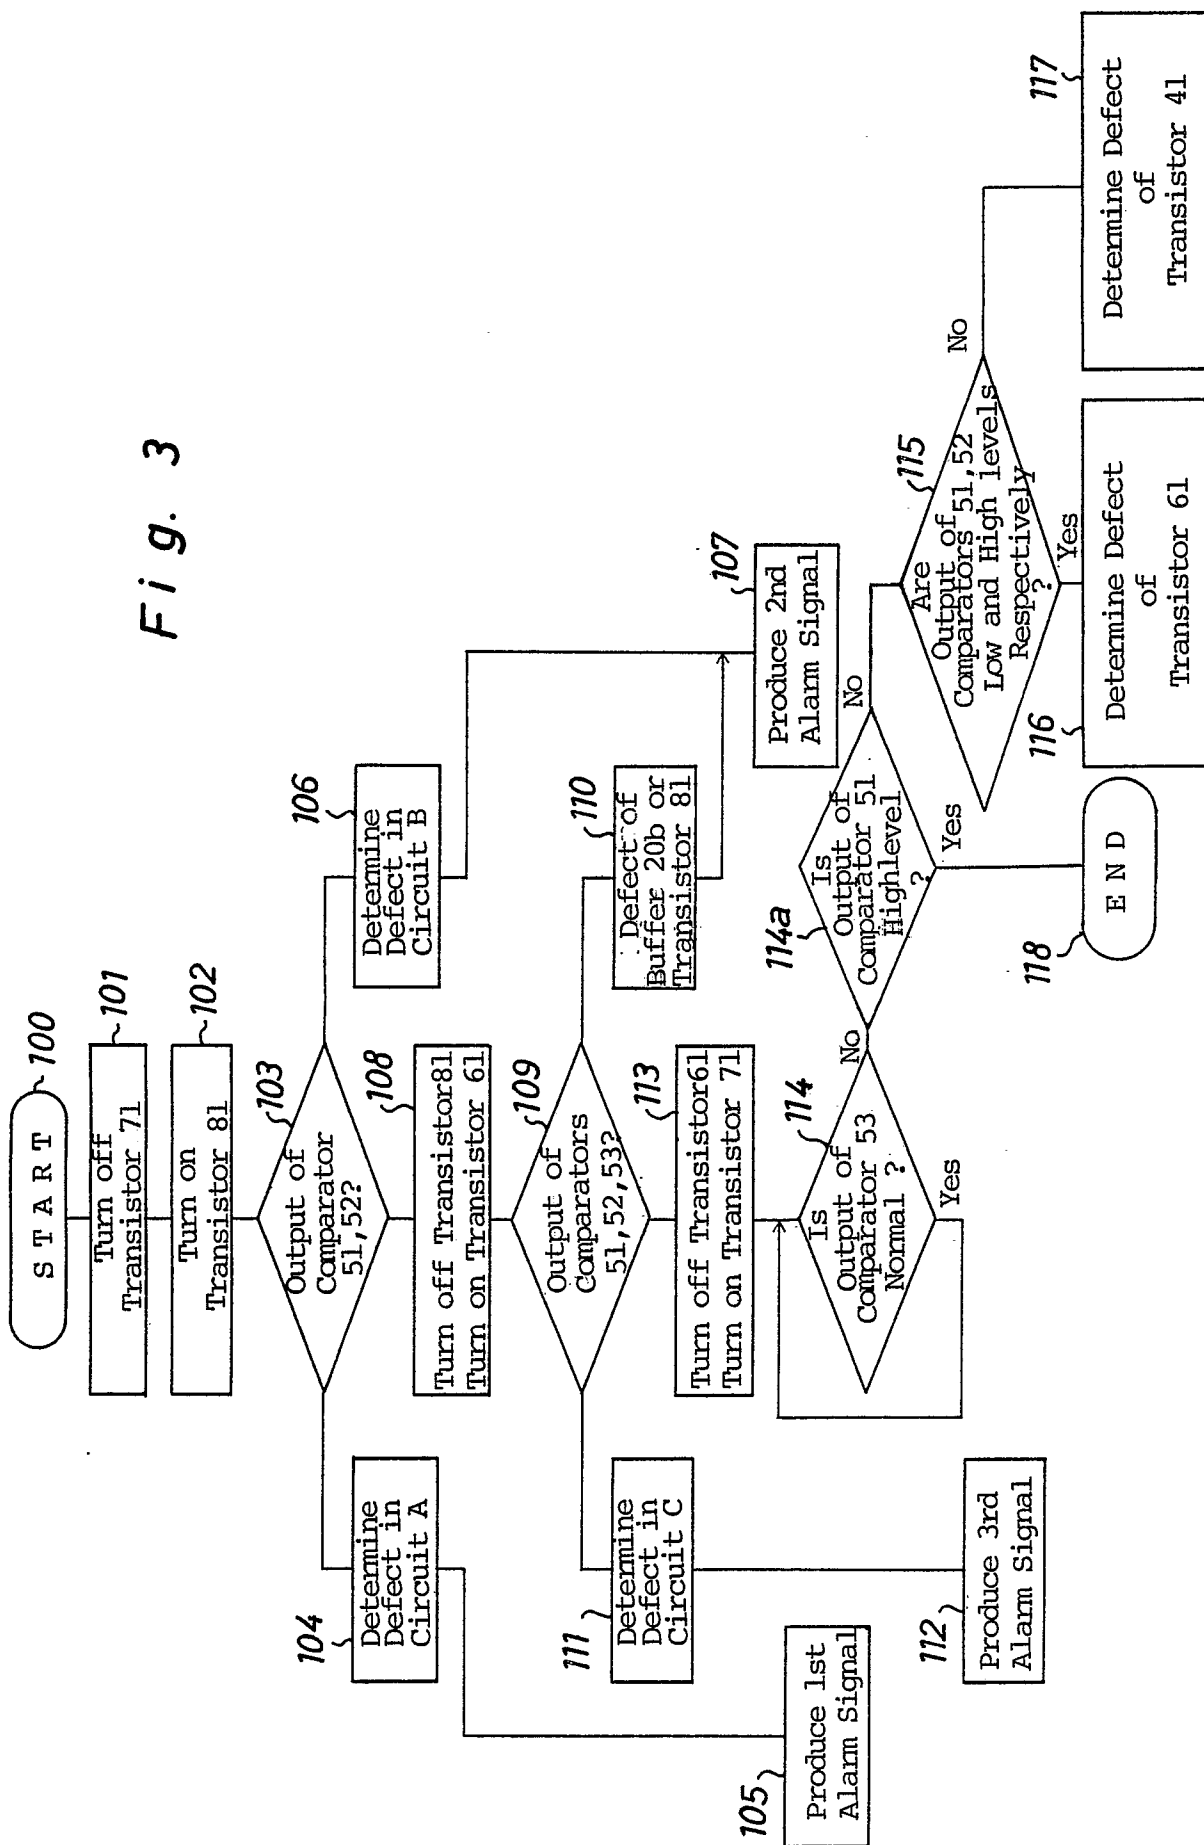 Fig. 3
START
100
Turn off
Transistor 71
101
Turn on
Transistor 81
102
Output of
Comparator
51,52?
103
Determine
Defect in
Circuit A
104
Produce 1st
Alarm Signal
105
Determine
Defect in
Circuit B
106
Produce 2nd
Alarm Signal
107
Turn off Transistor81
Turn on Transistor 61
108
Output of
Comparators
51,52,53?
109
Defect of
Buffer 20b or
Transistor 81
110
Determine
Defect in
Circuit C
111
Produce 3rd
Alarm Signal
112
Turn off Transistor61
Turn on Transistor 71
113
Is
Output of
Comparator 53
Normal ?
114
Yes
No
Is
Output of
Comparator 51
Highlevel
?
114a
Yes
No
Are
Output of
Comparators 51,52
Low and High levels
Respectively
?
115
Yes
No
Determine Defect
of
Transistor 61
116
Determine Defect
of
Transistor 41
117
END
118